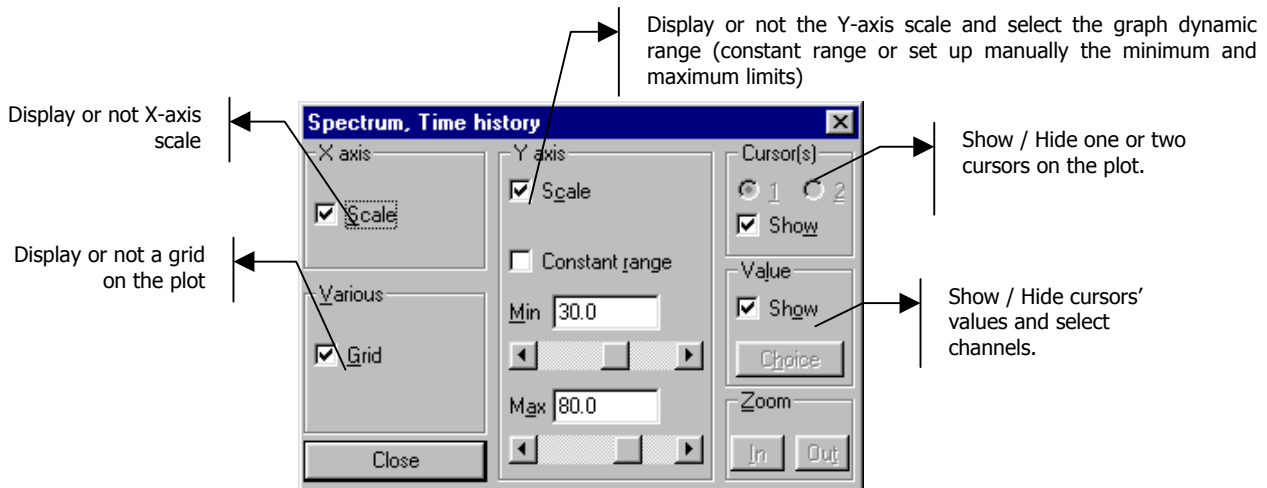 Display or not the Y-axis scale and select the graph dynamic
range (constant range or set up manually the minimum and
maximum limits)
Display or not X-axis
scale
Spectrum, Time history
X axis
Scale
Y axis
Scale
Constant range
Min 30.0
Max 80.0
Cursor(s)
1 2
Show
Show / Hide one or two
cursors on the plot.
Display or not a grid
on the plot
Various
Grid
Value
Show
Choice
Show / Hide cursors’
values and select
channels.
Zoom
In Out
Close